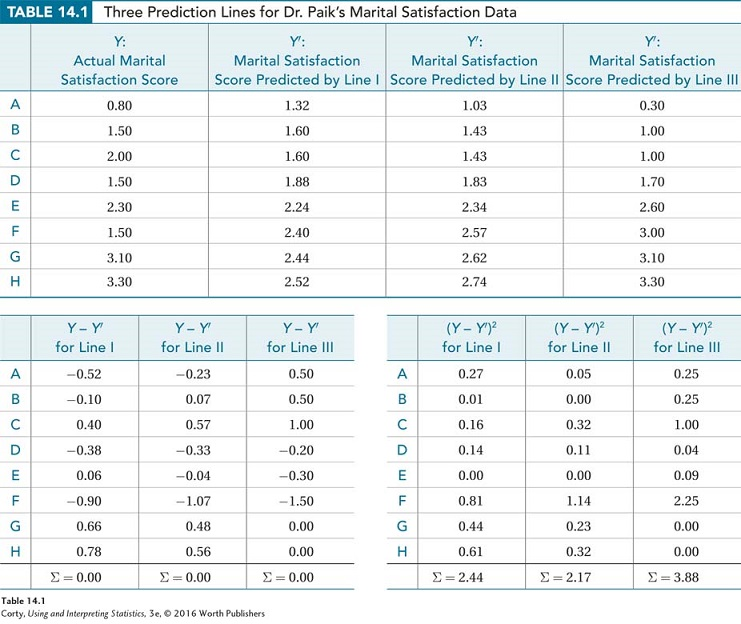 TABLE 14.1 Three Prediction Lines for Dr. Paik's Marital Satisfaction Data
Y: Y′: Y′: Y′:
Actual Marital Marital Satisfaction Marital Satisfaction Marital Satisfaction
Satisfaction Score Score Predicted by Line I Score Predicted by Line II Score Predicted by Line III
A 0.80 1.32 1.03 0.30
B 1.50 1.60 1.43 1.00
C 2.00 1.60 1.43 1.00
D 1.50 1.88 1.83 1.70
E 2.30 2.24 2.34 2.60
F 1.50 2.40 2.57 3.00
G 3.10 2.44 2.62 3.10
H 3.30 2.52 2.74 3.30
Y – Y′ Y – Y′ Y – Y′
for Line I for Line II for Line III
A −0.52 −0.23 0.50
B −0.10 0.07 0.50
C 0.40 0.57 1.00
D −0.38 −0.33 −0.20
E 0.06 −0.04 −0.30
F −0.90 −1.07 −1.50
G 0.66 0.48 0.00
H 0.78 0.56 0.00
Σ = 0.00 Σ = 0.00 Σ = 0.00
(Y – Y′)² (Y – Y′)² (Y – Y′)²
for Line I for Line II for Line III
A 0.27 0.05 0.25
B 0.01 0.00 0.25
C 0.16 0.32 1.00
D 0.14 0.11 0.04
E 0.00 0.00 0.09
F 0.81 1.14 2.25
G 0.44 0.23 0.00
H 0.61 0.32 0.00
Σ = 2.44 Σ = 2.17 Σ = 3.88
Table 14.1
Corty, Using and Interpreting Statistics, 3e, © 2016 Worth Publishers